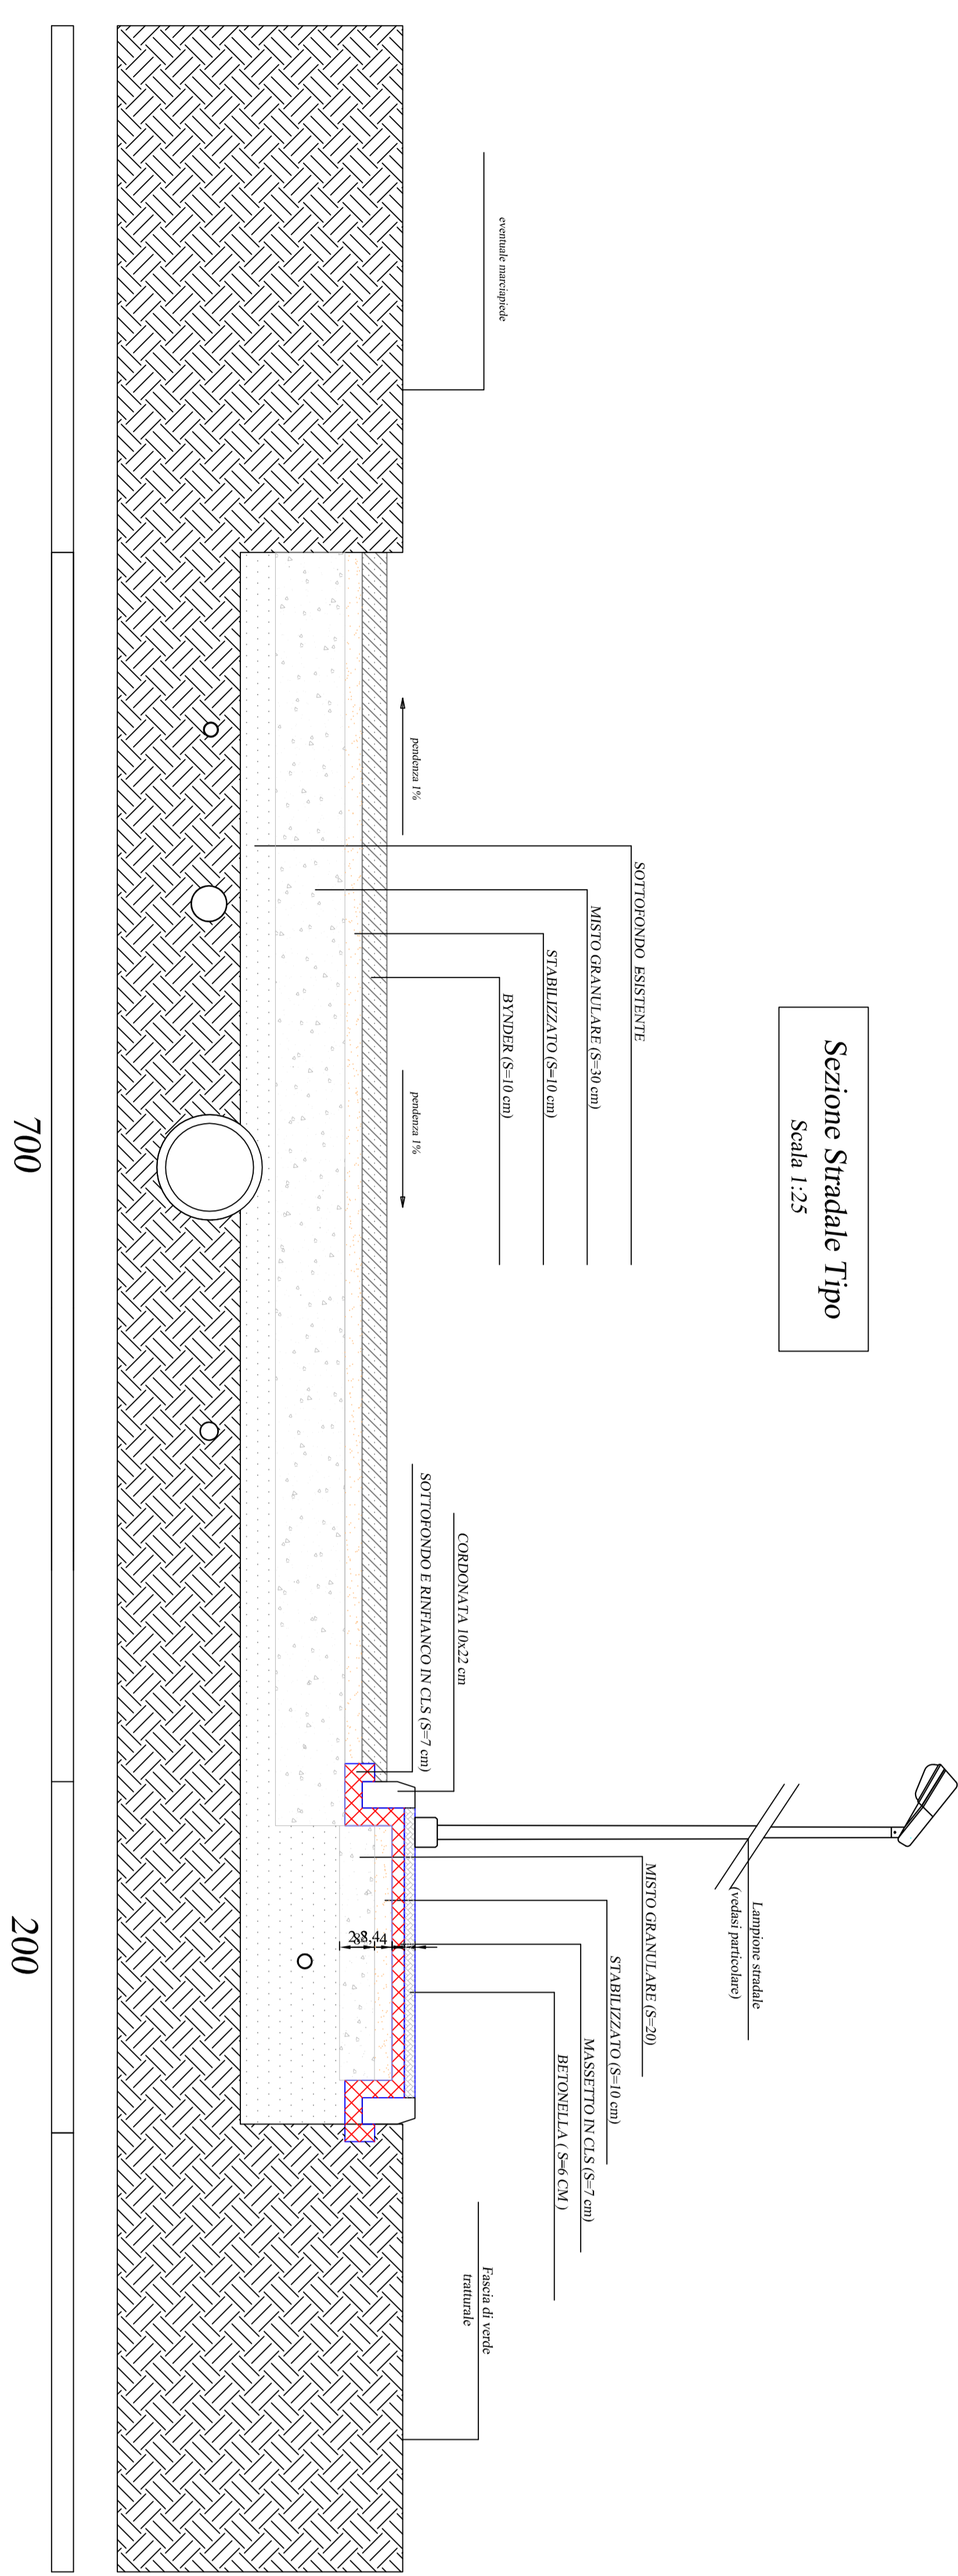 Sezione Stradale Tipo
Scala 1:25
eventuale marciapiede
pendenza 1%
pendenza 1%
SOTTOFONDO ESISTENTE
MISTO GRANULARE (S=30 cm)
STABILIZZATO (S=10 cm)
BYNDER (S=10 cm)
CORDONATA 10x22 cm
SOTTOFONDO E RINFIANCO IN CLS (S=7 cm)
Lampione stradale
(vedasi particolare)
MISTO GRANULARE (S=20)
STABILIZZATO (S=10 cm)
MASSETTO IN CLS (S=7 cm)
BETONELLA ( S=6 CM )
Fascia di verde
tratturale
700
200